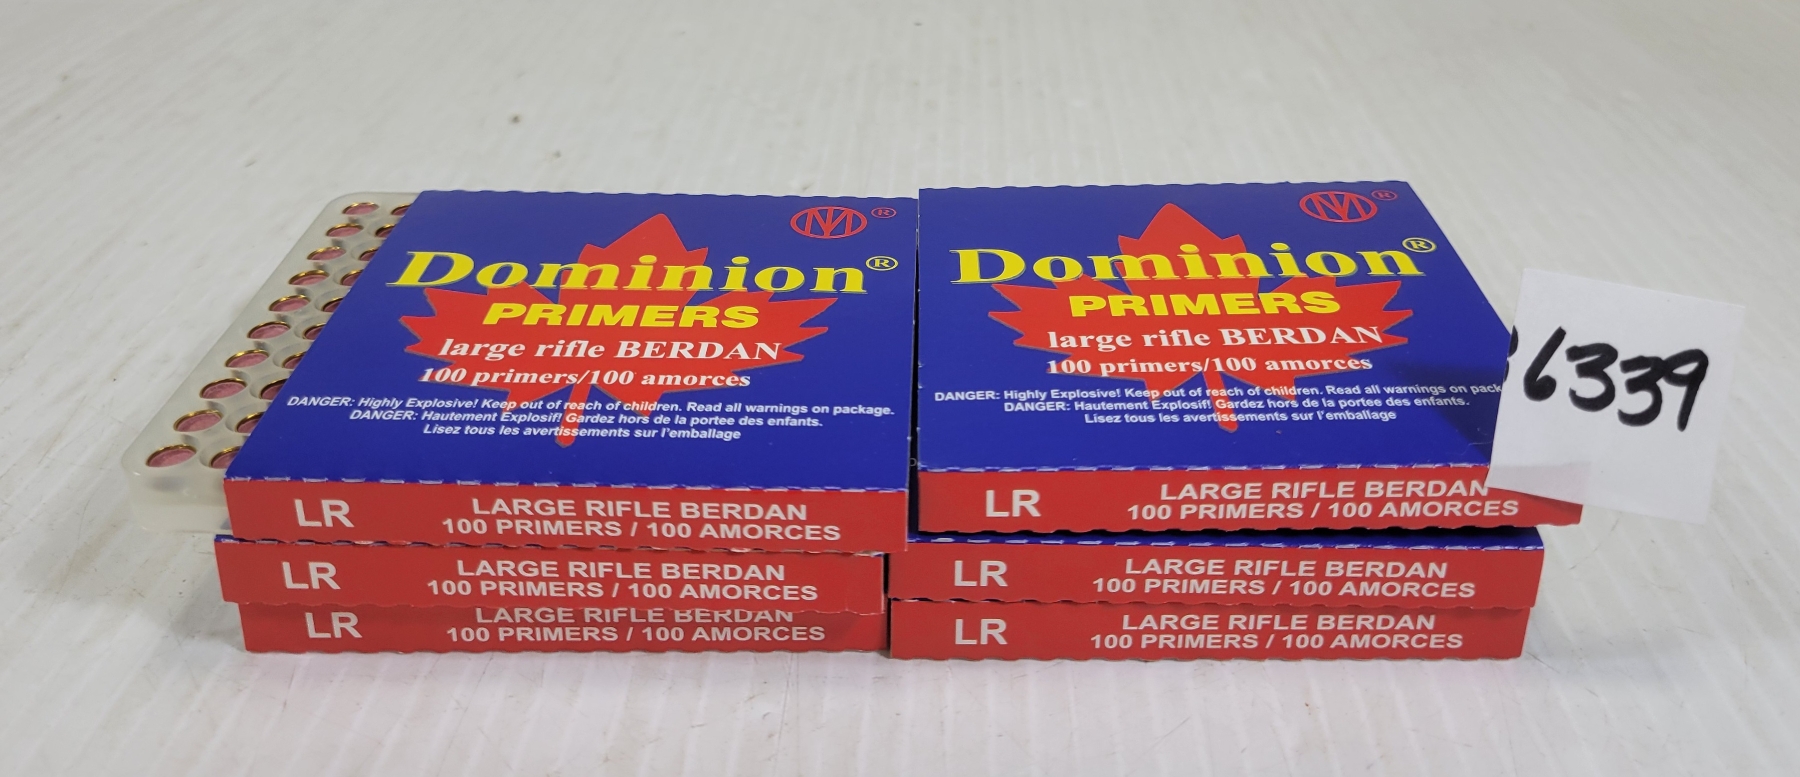 Dominion®
PRIMERS
large rifle BERDAN
100 primers/100 amorces
DANGER: Highly Explosive! Keep out of reach of children. Read all warnings on package.
DANGER: Hautement Explosif! Gardez hors de la portee des enfants.
Lisez tous les avertissements sur l'emballage
LR
LARGE RIFLE BERDAN
100 PRIMERS / 100 AMORCES
LR
LARGE RIFLE BERDAN
100 PRIMERS / 100 AMORCES
LR
LARGE RIFLE BERDAN
100 PRIMERS / 100 AMORCES
Dominion®
PRIMERS
large rifle BERDAN
100 primers/100 amorces
DANGER: Highly Explosive! Keep out of reach of children. Read all warnings on pack
DANGER: Hautement Explosif! Gardez hors de la portee des enfants.
Lisez tous les avertissements sur l'emballage
LR
LARGE RIFLE BERDAN
100 PRIMERS / 100 AMORCES
LR
LARGE RIFLE BERDAN
100 PRIMERS / 100 AMORCES
LR
LARGE RIFLE BERDAN
100 PRIMERS / 100 AMORCES
6339